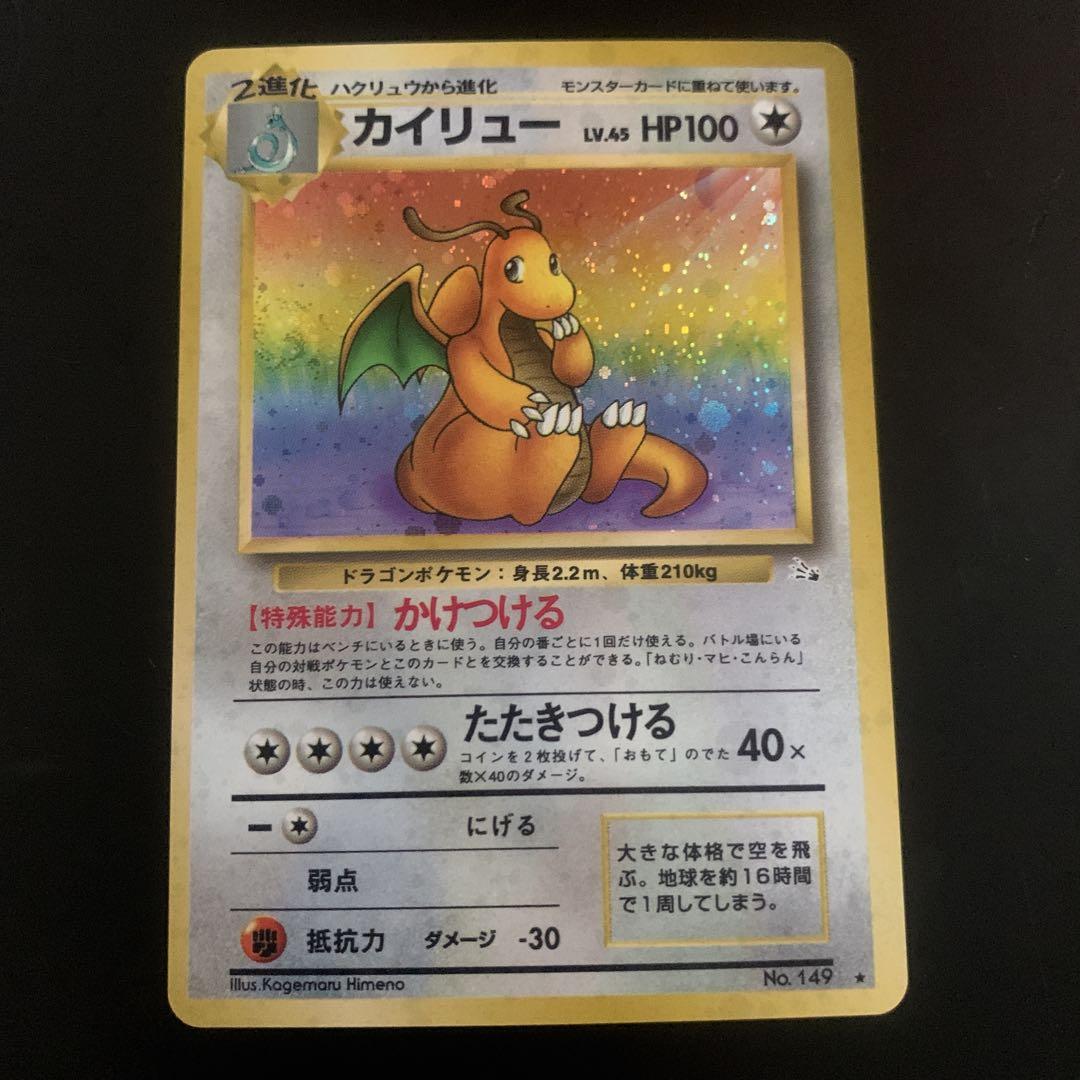 2進化 ハクリュウから進化 モンスターカードに重ねて使います。
カイリュー LV.45 HP100
ドラゴンポケモン：身長2.2m、体重210kg
【特殊能力】かけつける
この能力はベンチにいるときに使う。自分の番ごとに1回だけ使える。バトル場にいる
自分の対戦ポケモンとこのカードとを交換することができる。「ねむり・マヒ・こんらん」
状態の時、この力は使えない。
たたきつける 40×
コインを2枚投げて、「おもて」のでた
数×40のダメージ。
ー にげる
弱点
抵抗力 ダメージ -30
大きな体格で空を飛
ぶ。地球を約16時間
で1周してしまう。
Illus.Kagemaru Himeno
No. 149 ★